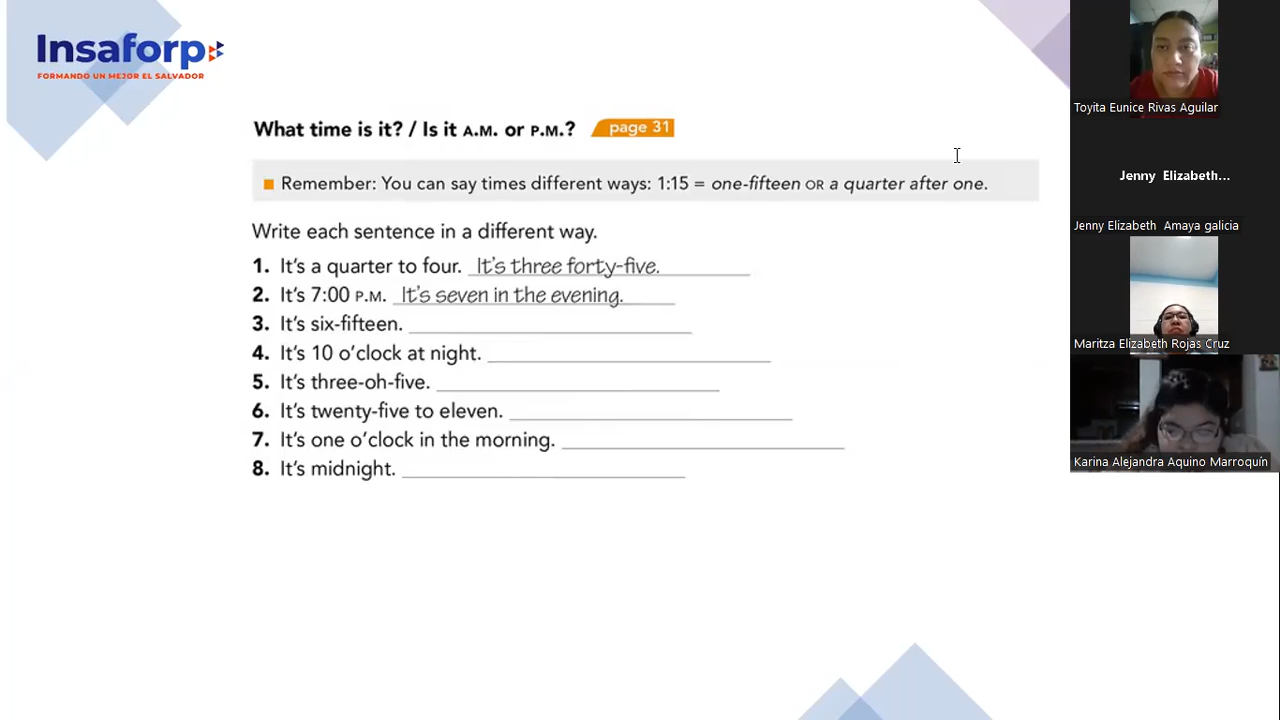 Insaforp
FORMANDO UN MEJOR EL SALVADOR
What time is it? / Is it A.M. or P.M.? page 31
Remember: You can say times different ways: 1:15 = one-fifteen OR a quarter after one.
Write each sentence in a different way.
1. It's a quarter to four. It's three forty-five.
2. It's 7:00 P.M. It's seven in the evening.
3. It's six-fifteen.
4. It's 10 o'clock at night.
5. It's three-oh-five.
6. It's twenty-five to eleven.
7. It's one o'clock in the morning.
8. It's midnight.
Toyita Eunice Rivas Aguilar
Jenny Elizabeth...
Jenny Elizabeth Amaya galicia
Maritza Elizabeth Rojas Cruz
Karina Alejandra Aquino Marroquín